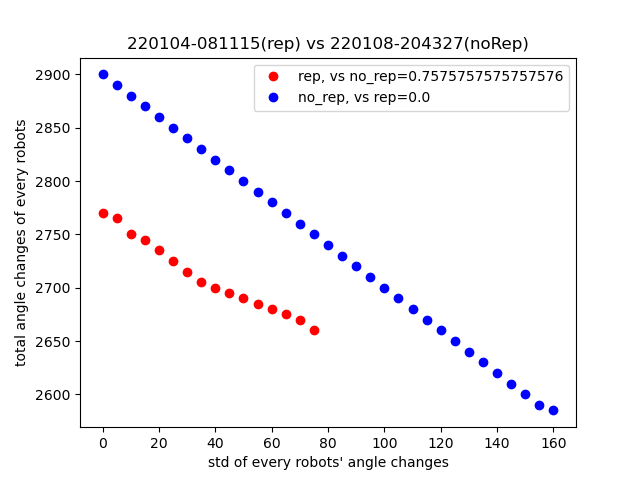 220104-081115(rep) vs 220108-204327(noRep)
rep, vs no_rep=0.7575757575757576
no_rep, vs rep=0.0
total angle changes of every robots
2900
2850
2800
2750
2700
2650
2600
0 20 40 60 80 100 120 140 160
std of every robots' angle changes